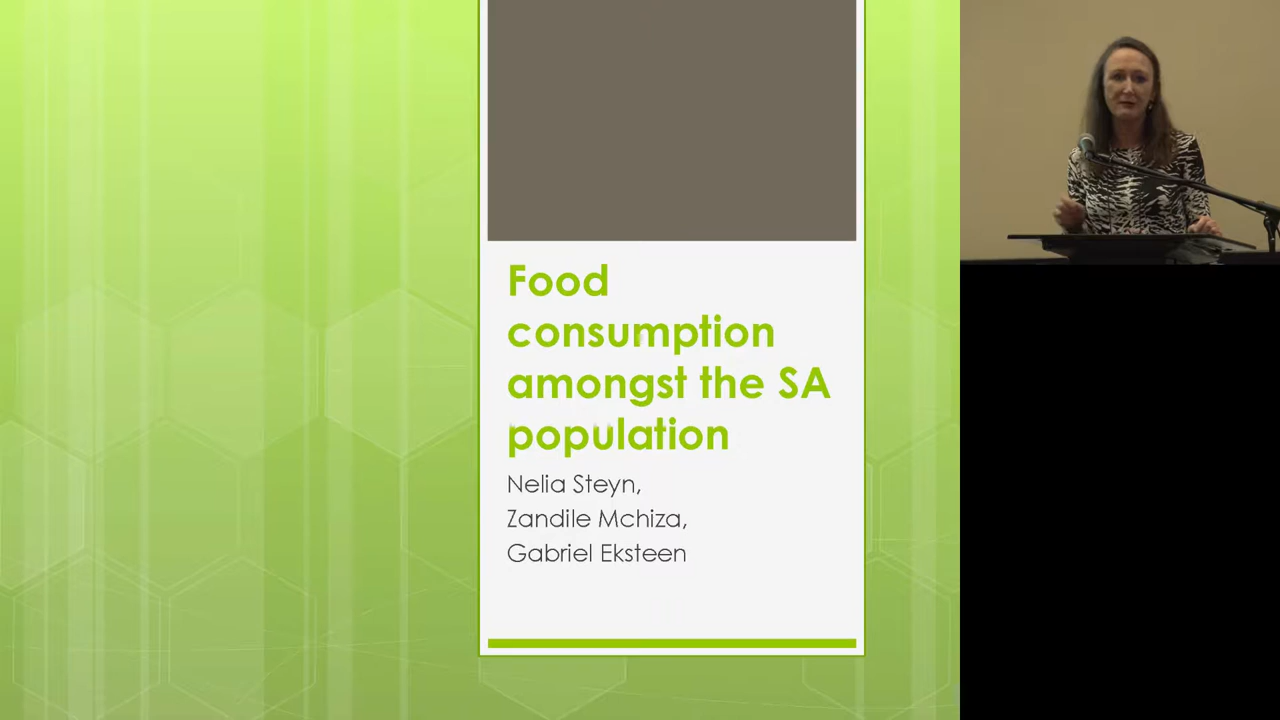 Food
consumption
amongst the SA
population
Nelia Steyn,
Zandile Mchiza,
Gabriel Eksteen